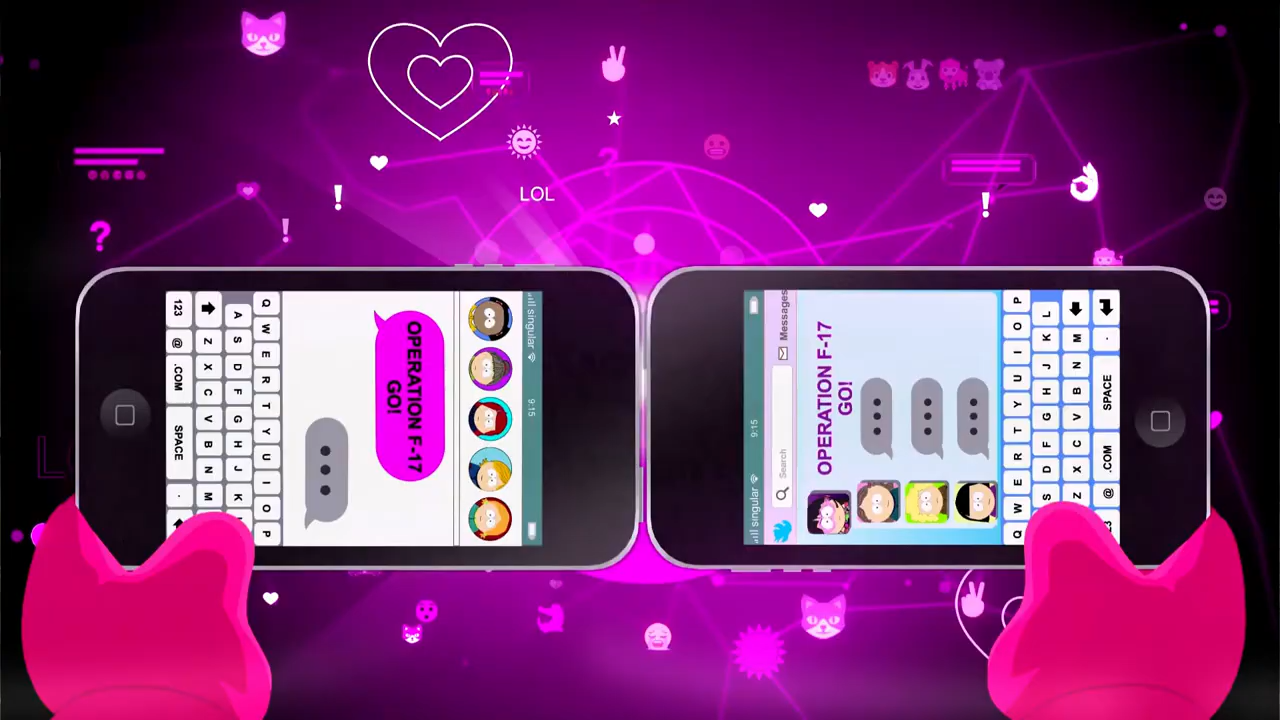 LOL
OPERATION F-17
GO!
singular
9:15
Q W E R T Y U I O P
A S D F G H J K
Z X C V B N M
123 @ .COM SPACE .
singular
9:15
Messages
Search
OPERATION F-17
GO!
Q W E R T Y U I O P
S D F G H J K L
Z X C V B N M
@ .COM SPACE .